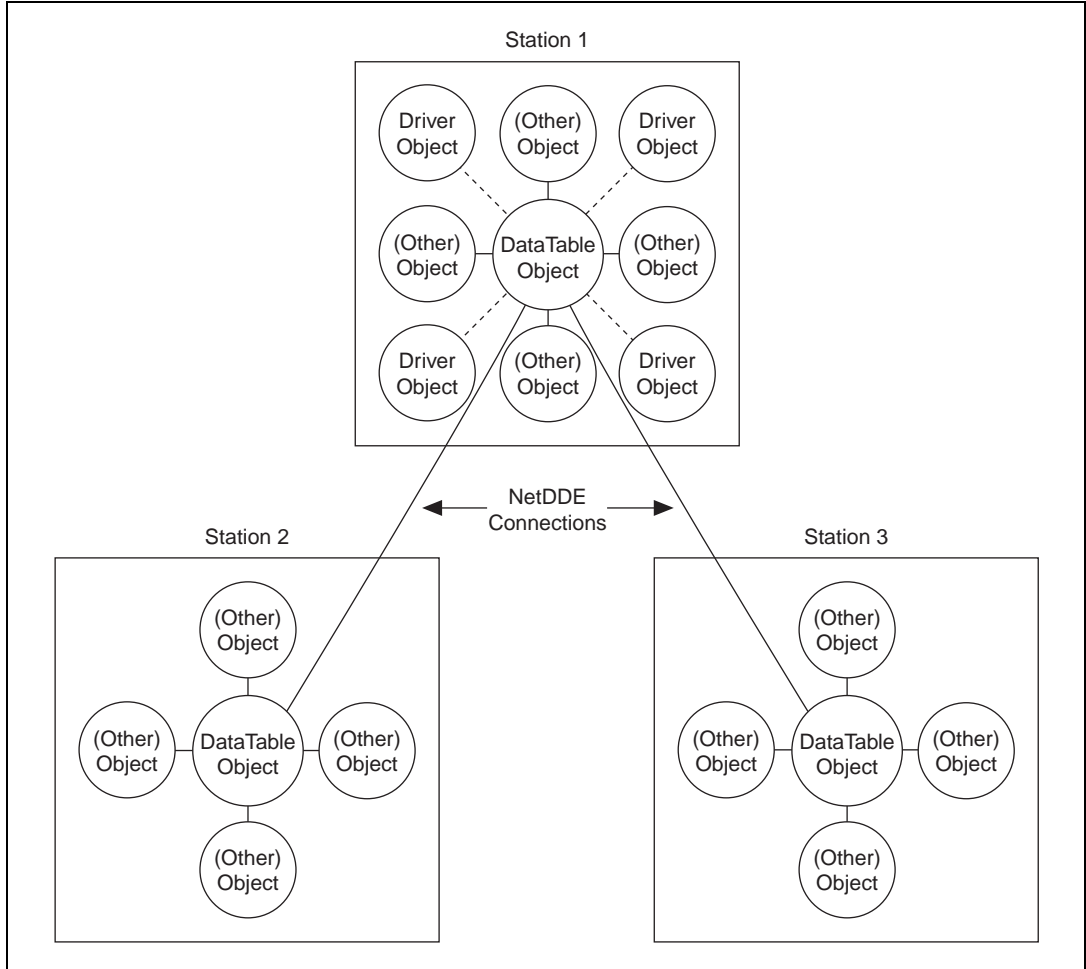 Station 1
Driver
Object
(Other)
Object
Driver
Object
(Other)
Object
DataTable
Object
(Other)
Object
Driver
Object
(Other)
Object
Driver
Object
NetDDE
Connections
Station 2
(Other)
Object
(Other)
Object
DataTable
Object
(Other)
Object
(Other)
Object
Station 3
(Other)
Object
(Other)
Object
DataTable
Object
(Other)
Object
(Other)
Object